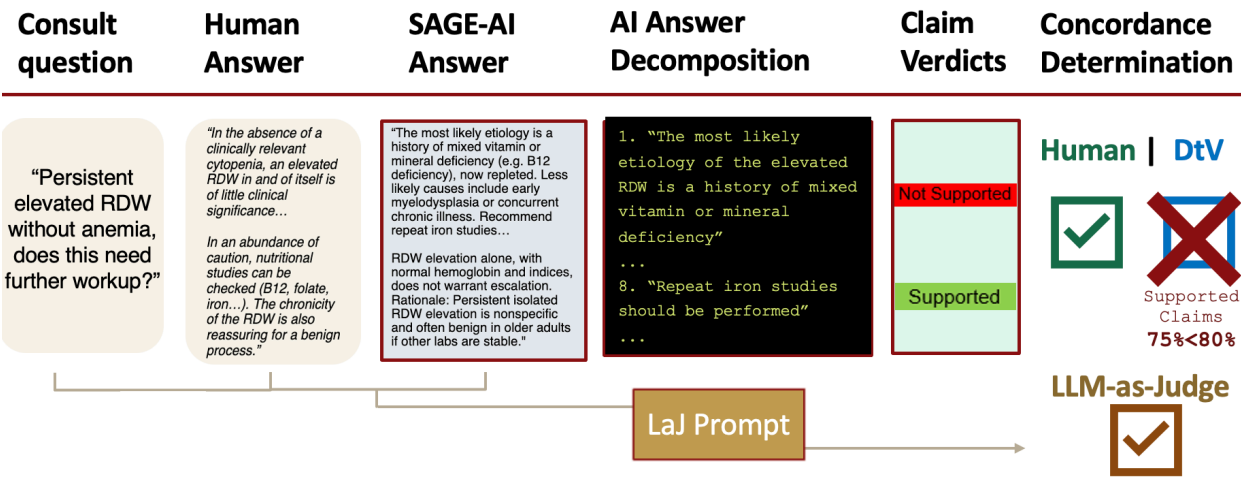 Consult
question
Human
Answer
SAGE-AI
Answer
AI Answer
Decomposition
Claim
Verdicts
Concordance
Determination
“Persistent
elevated RDW
without anemia,
does this need
further workup?”
“In the absence of a
clinically relevant
cytopenia, an elevated
RDW in and of itself is
of little clinical
significance…
In an abundance of
caution, nutritional
studies can be
checked (B12, folate,
iron…). The chronicity
of the RDW is also
reassuring for a benign
process.”
"The most likely etiology is a
history of mixed vitamin or
mineral deficiency (e.g. B12
deficiency), now repleted. Less
likely causes include early
myelodysplasia or concurrent
chronic illness. Recommend
repeat iron studies…
RDW elevation alone, with
normal hemoglobin and indices,
does not warrant escalation.
Rationale: Persistent isolated
RDW elevation is nonspecific
and often benign in older adults
if other labs are stable."
1. “The most likely
etiology of the elevated
RDW is a history of mixed
vitamin or mineral
deficiency”
...
8. “Repeat iron studies
should be performed”
...
Not Supported
Supported
Human | DtV
Supported
Claims
75%<80%
LaJ Prompt
LLM-as-Judge